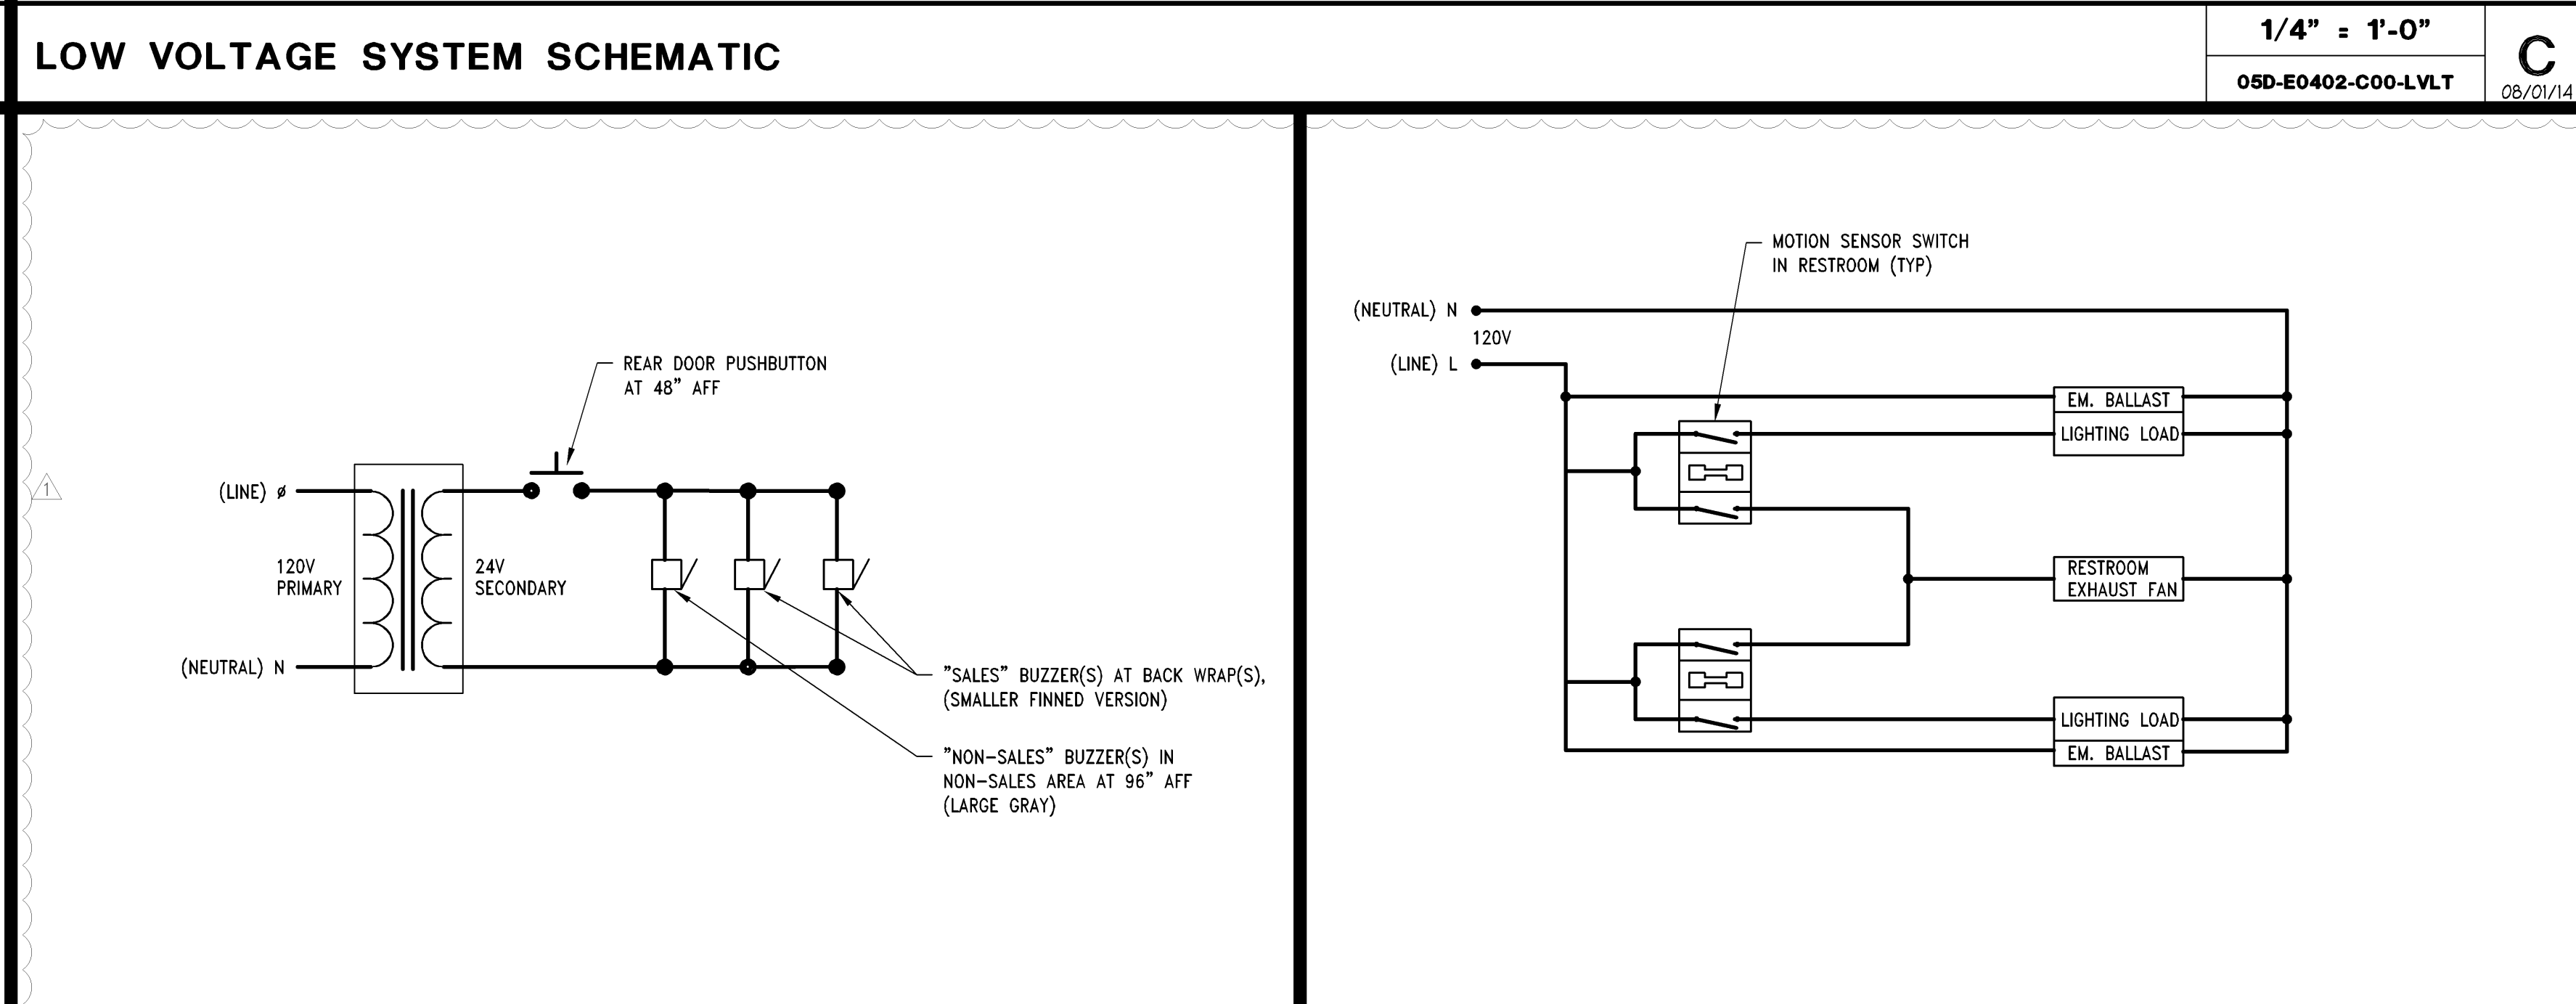 LOW VOLTAGE SYSTEM SCHEMATIC
1/4" = 1'-0"
05D-E0402-C00-LVLT
C
08/01/14
1
REAR DOOR PUSHBUTTON
AT 48" AFF
(LINE) ø
120V
PRIMARY
24V
SECONDARY
(NEUTRAL) N
"SALES" BUZZER(S) AT BACK WRAP(S),
(SMALLER FINNED VERSION)
"NON-SALES" BUZZER(S) IN
NON-SALES AREA AT 96" AFF
(LARGE GRAY)
MOTION SENSOR SWITCH
IN RESTROOM (TYP)
(NEUTRAL) N
120V
(LINE) L
EM. BALLAST
LIGHTING LOAD
RESTROOM
EXHAUST FAN
LIGHTING LOAD
EM. BALLAST